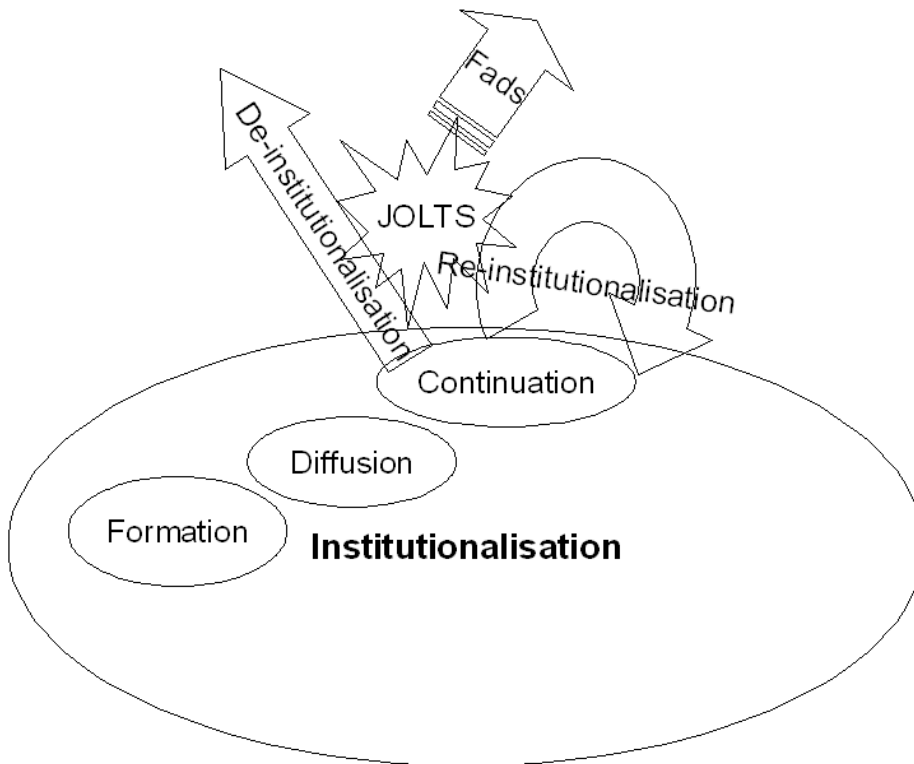 Fads
De-institutionalisation
JOLTS
Re-institutionalisation
Continuation
Diffusion
Formation
Institutionalisation